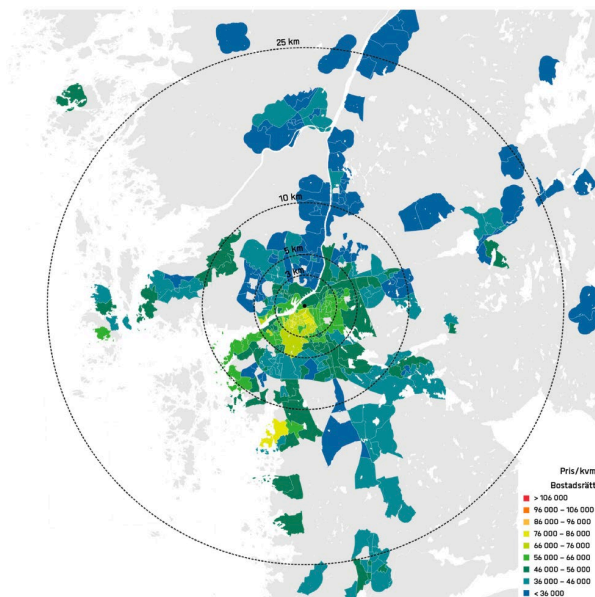 25 km
10 km
5 km
3 km
Pris/kvm
Bostadsrätt
> 106 000
96 000 – 106 000
86 000 – 96 000
76 000 – 86 000
66 000 – 76 000
56 000 – 66 000
46 000 – 56 000
36 000 – 46 000
< 36 000